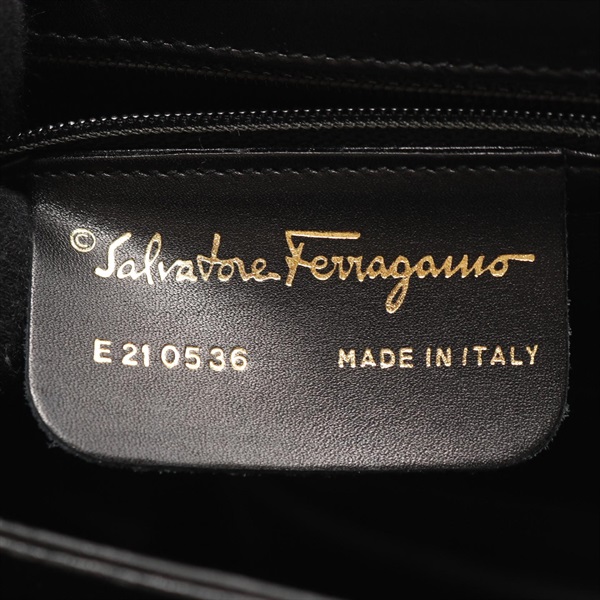 © Salvatore Ferragamo
E 21 0536 MADE IN ITALY